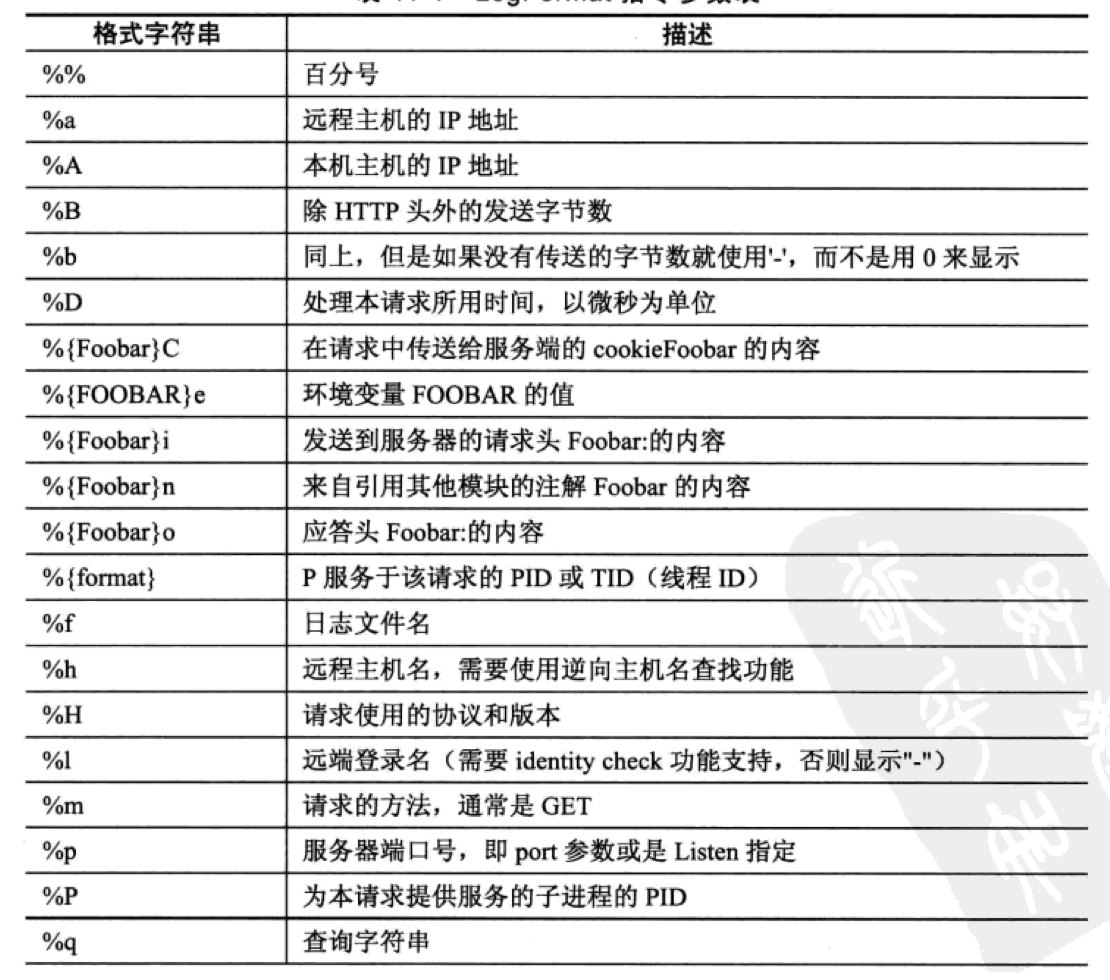 格式字符串 描述
%% 百分号
%a 远程主机的 IP 地址
%A 本机主机的 IP 地址
%B 除 HTTP 头外的发送字节数
%b 同上，但是如果没有传送的字节数就使用'-'，而不是用 0 来显示
%D 处理本请求所用时间，以微秒为单位
%{Foobar}C 在请求中传送给服务端的 cookieFoobar 的内容
%{FOOBAR}e 环境变量 FOOBAR 的值
%{Foobar}i 发送到服务器的请求头 Foobar:的内容
%{Foobar}n 来自引用其他模块的注解 Foobar 的内容
%{Foobar}o 应答头 Foobar:的内容
%{format} P 服务于该请求的 PID 或 TID（线程 ID）
%f 日志文件名
%h 远程主机名，需要使用逆向主机名查找功能
%H 请求使用的协议和版本
%l 远端登录名（需要 identity check 功能支持，否则显示"-"）
%m 请求的方法，通常是 GET
%p 服务器端口号，即 port 参数或是 Listen 指定
%P 为本请求提供服务的子进程的 PID
%q 查询字符串